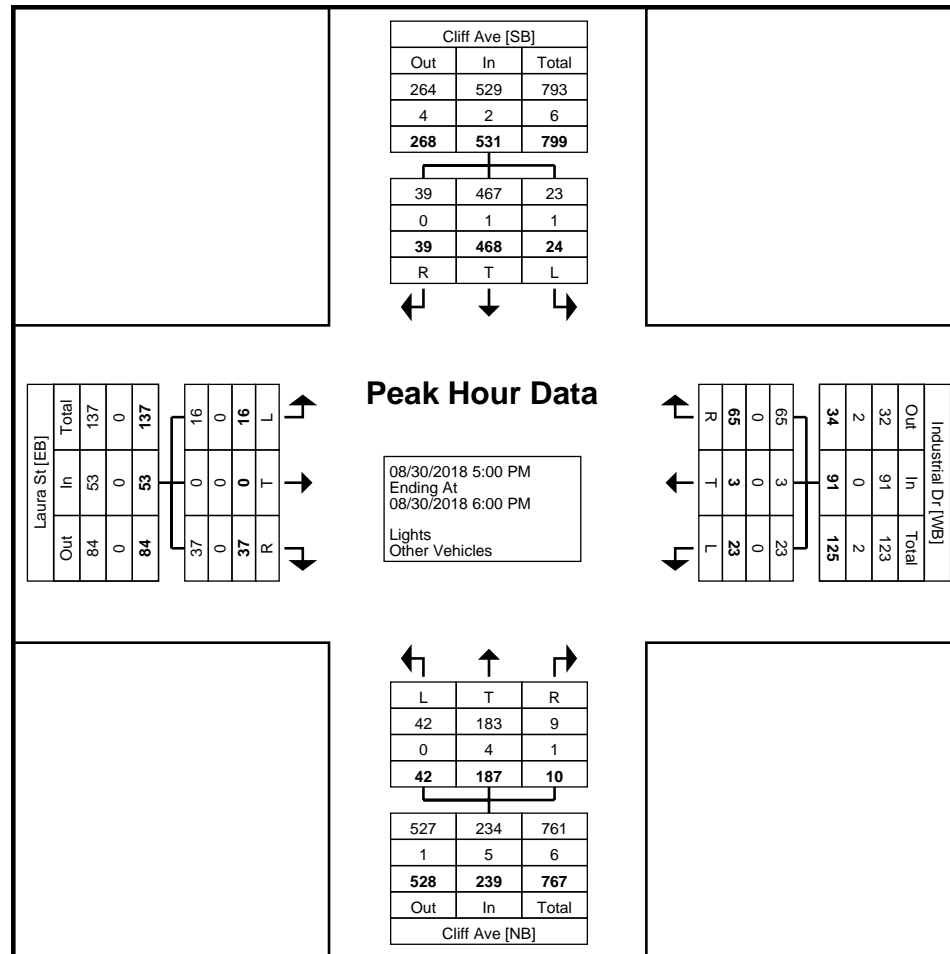 Cliff Ave [SB]
Out In Total
264 529 793
4 2 6
268 531 799
39 467 23
0 1 1
39 468 24
R T L
Peak Hour Data
08/30/2018 5:00 PM
Ending At
08/30/2018 6:00 PM
Lights
Other Vehicles
Laura St [EB]
Total In Out
137 53 84
0 0 0
137 53 84
16 0 37
0 0 0
16 0 37
L T R
R T L
65 3 23
0 0 0
65 3 23
34 91 125
2 0 2
32 91 123
Out In Total
Industrial Dr [WB]
L T R
42 183 9
0 4 1
42 187 10
527 234 761
1 5 6
528 239 767
Out In Total
Cliff Ave [NB]